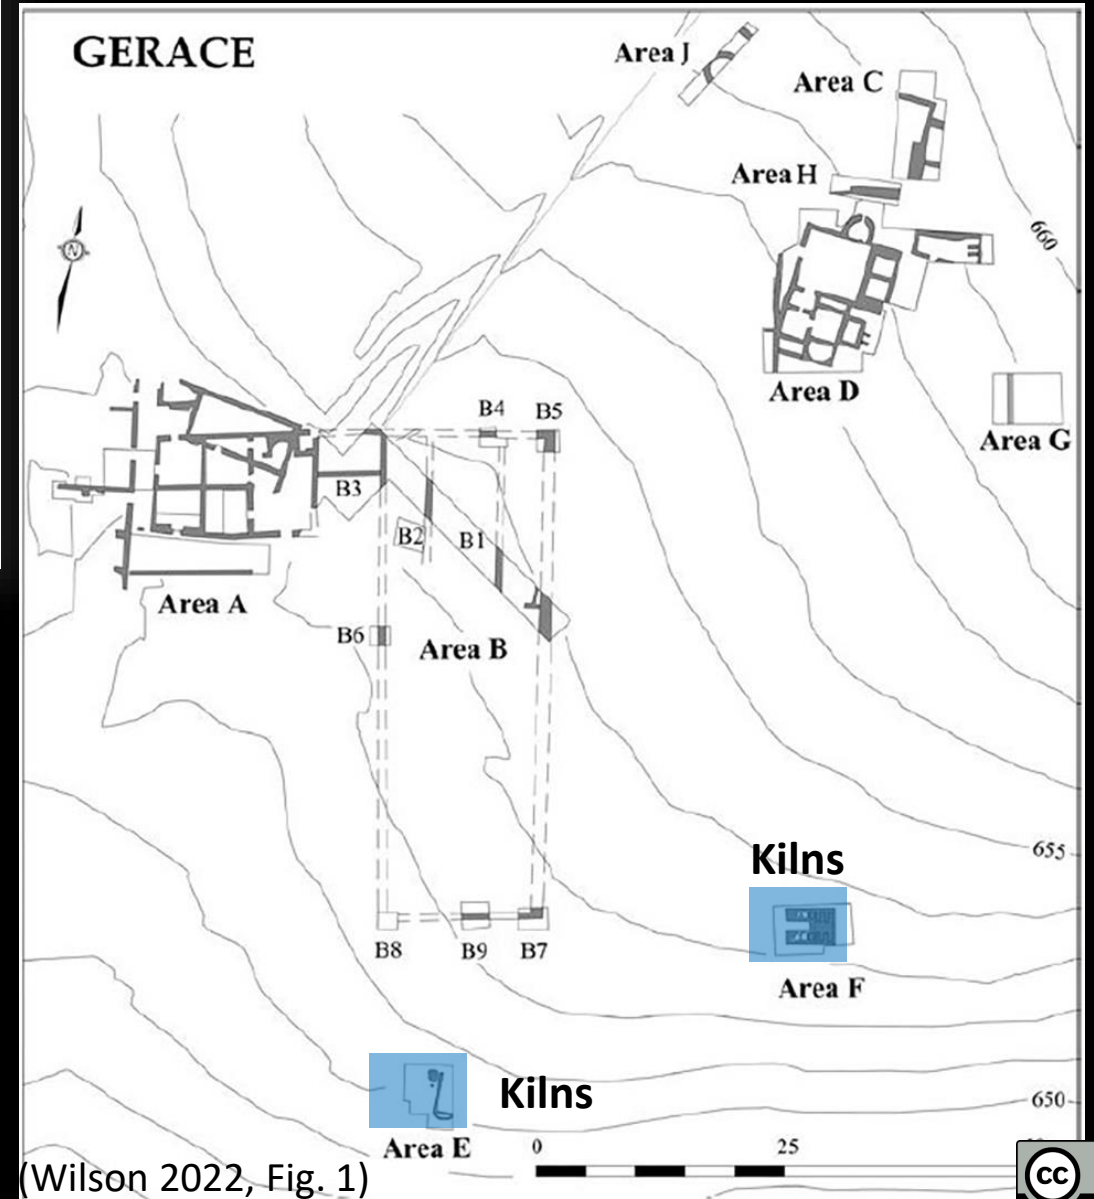 GERACE
Area J
Area C
Area H
N
660
Area D
Area G
B4
B5
B3
B2
B1
Area A
B6
Area B
Kilns
655
B8
B9
B7
Area F
Kilns
650
Area E
0
25
(Wilson 2022, Fig. 1)
cc